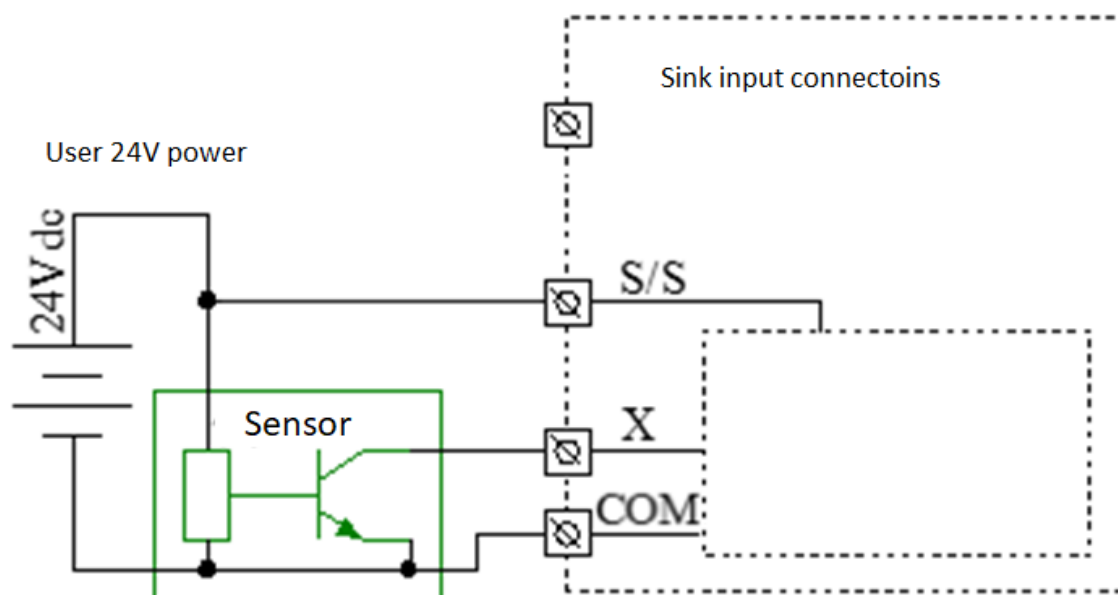 Sink input connectoins
User 24V power
24V dc
S/S
Sensor
X
COM